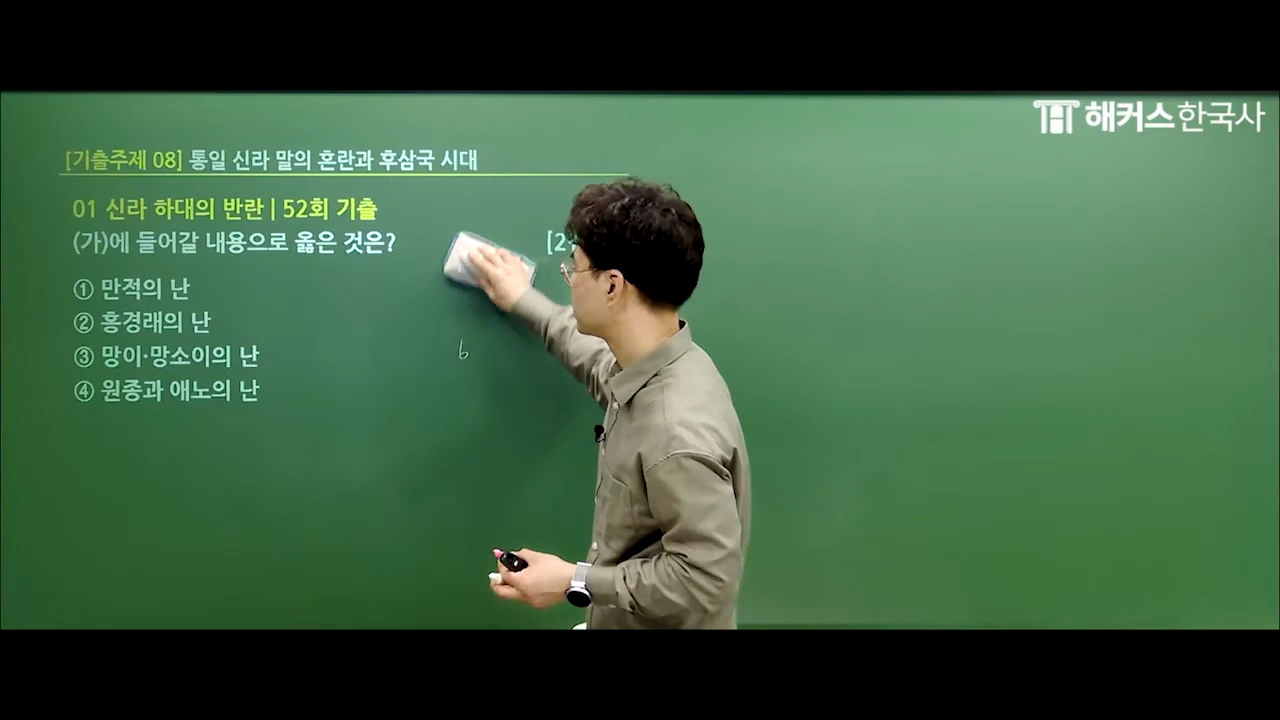 해커스한국사
[기출주제 08] 통일 신라 말의 혼란과 후삼국 시대
01 신라 하대의 반란 | 52회 기출
(가)에 들어갈 내용으로 옳은 것은? [2
① 만적의 난
② 홍경래의 난
③ 망이·망소이의 난
④ 원종과 애노의 난
6